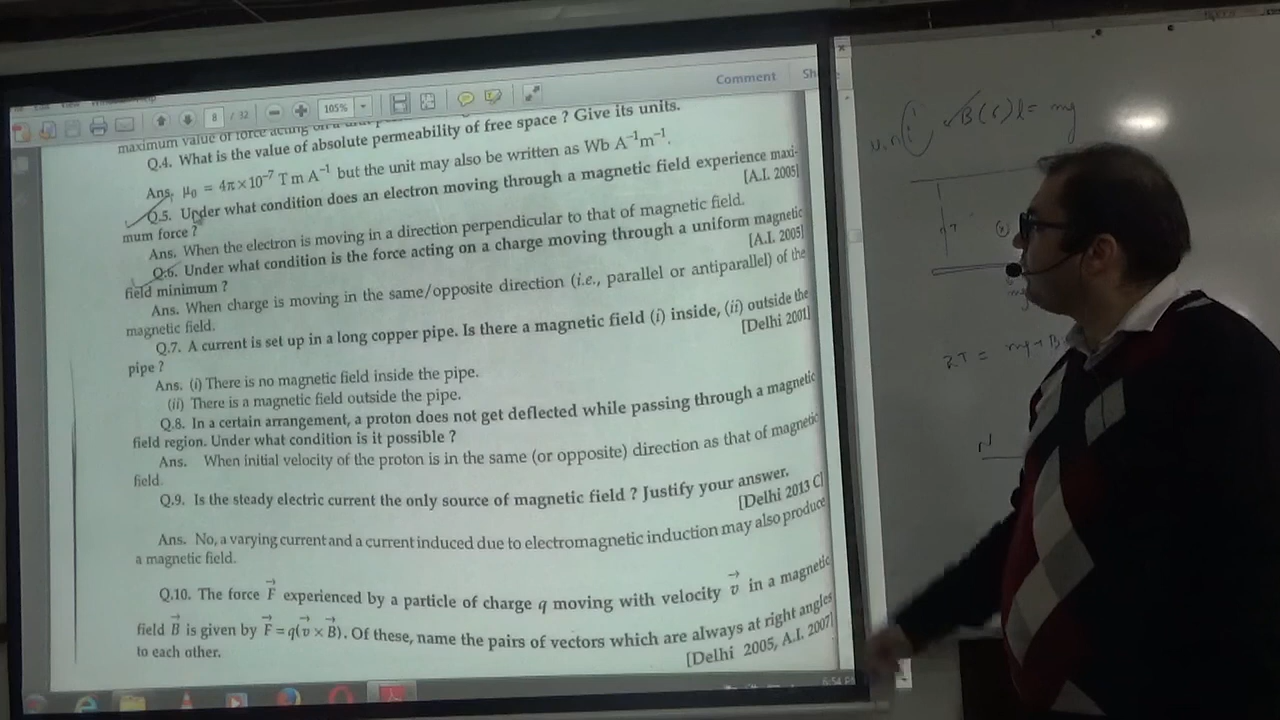 Comment
8 / 32
105%
maximum value of force acting on a
Q.4. What is the value of absolute permeability of free space ? Give its units.
Ans. μ₀ = 4π×10⁻⁷ T m A⁻¹ but the unit may also be written as Wb A⁻¹m⁻¹.
Q.5. Under what condition does an electron moving through a magnetic field experience maxi-
mum force ?
[A.I. 2005]
Ans. When the electron is moving in a direction perpendicular to that of magnetic field.
Q.6. Under what condition is the force acting on a charge moving through a uniform magnetic
field minimum ?
[A.I. 2005]
Ans. When charge is moving in the same/opposite direction (i.e., parallel or antiparallel) of the
magnetic field.
Q.7. A current is set up in a long copper pipe. Is there a magnetic field (i) inside, (ii) outside the
pipe ?
[Delhi 2001]
Ans. (i) There is no magnetic field inside the pipe.
(ii) There is a magnetic field outside the pipe.
Q.8. In a certain arrangement, a proton does not get deflected while passing through a magnetic
field region. Under what condition is it possible ?
Ans. When initial velocity of the proton is in the same (or opposite) direction as that of magnetic
field.
Q.9. Is the steady electric current the only source of magnetic field ? Justify your answer.
[Delhi 2013 C]
Ans. No, a varying current and a current induced due to electromagnetic induction may also produce
a magnetic field.
Q.10. The force F⃗ experienced by a particle of charge q moving with velocity v⃗ in a magnetic
field B⃗ is given by F⃗ = q(v⃗ × B⃗). Of these, name the pairs of vectors which are always at right angles
to each other.
[Delhi 2005, A.I. 2007]
B(i)l = mg
2T = mg + B
N